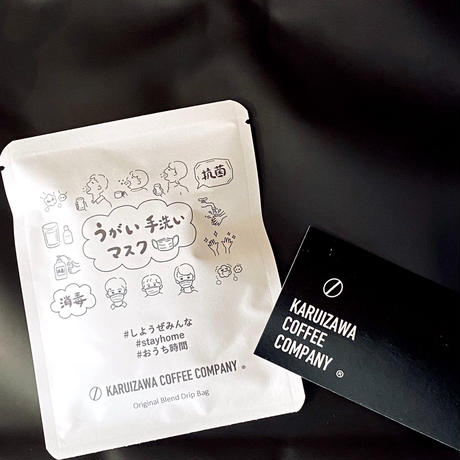 抗菌
うがい 手洗い
マスク
消毒
#しようぜみんな
#stayhome
#おうち時間
KARUIZAWA COFFEE COMPANY ®
Original Blend Drip Bag
KARUIZAWA
COFFEE
COMPANY ®